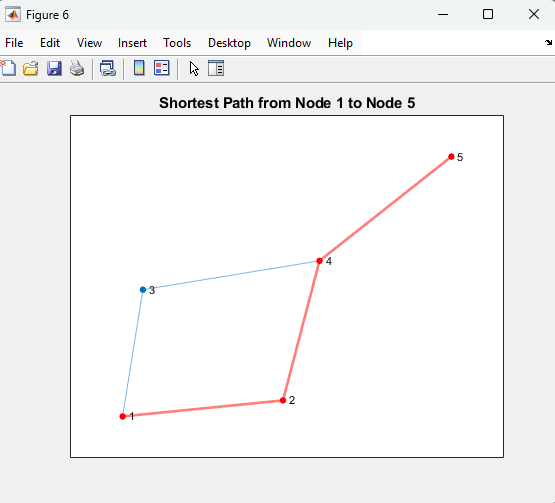 Figure 6
File Edit View Insert Tools Desktop Window Help
Shortest Path from Node 1 to Node 5
5
4
3
2
1